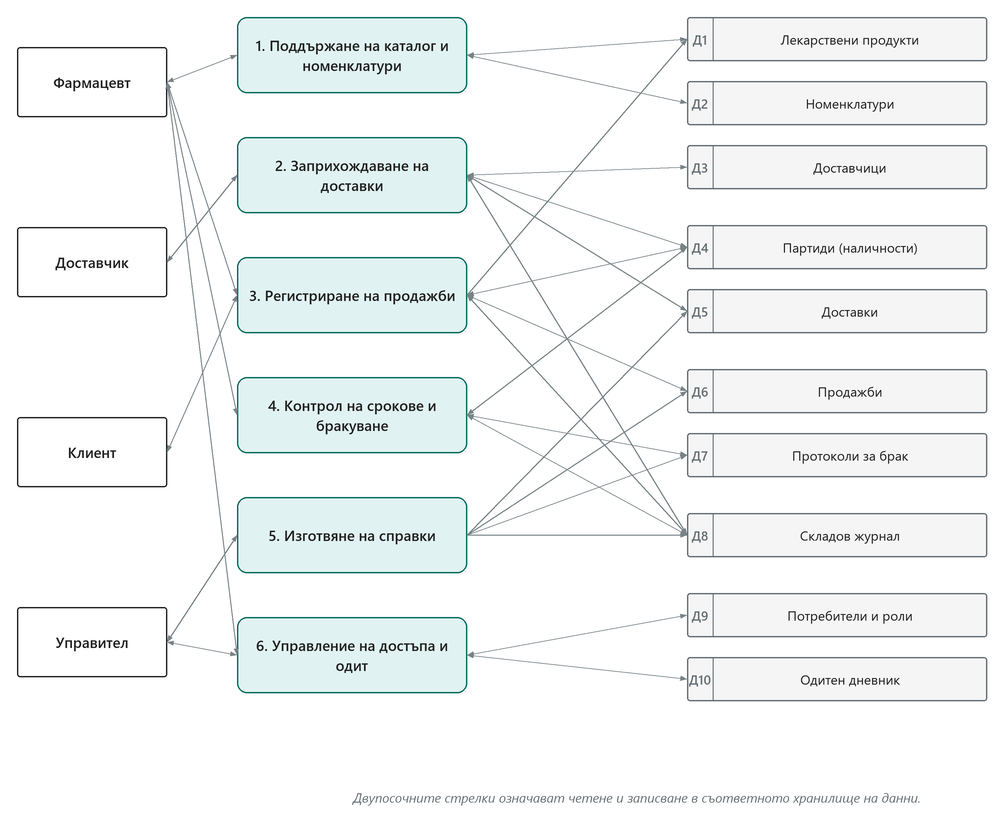 Фармацевт
Доставчик
Клиент
Управител
1. Поддържане на каталог и
номенклатури
2. Заприхождаване на
доставки
3. Регистриране на продажби
4. Контрол на срокове и
бракуване
5. Изготвяне на справки
6. Управление на достъпа и
одит
Д1 Лекарствени продукти
Д2 Номенклатури
Д3 Доставчици
Д4 Партиди (наличности)
Д5 Доставки
Д6 Продажби
Д7 Протоколи за брак
Д8 Складов журнал
Д9 Потребители и роли
Д10 Одитен дневник
Двупосочните стрелки означават четене и записване в съответното хранилище на данни.